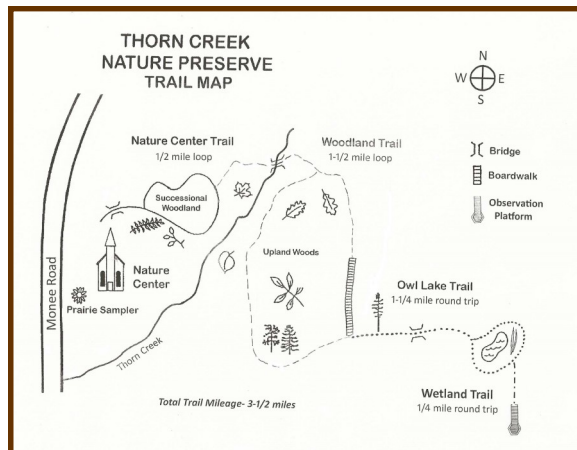 THORN CREEK
NATURE PRESERVE
TRAIL MAP
N
W E
S
Nature Center Trail
1/2 mile loop
Woodland Trail
1-1/2 mile loop
Bridge
Boardwalk
Observation
Platform
Successional
Woodland
Upland Woods
Nature
Center
Owl Lake Trail
1-1/4 mile round trip
Monee Road
Prairie Sampler
Thorn Creek
Wetland Trail
1/4 mile round trip
Total Trail Mileage- 3-1/2 miles